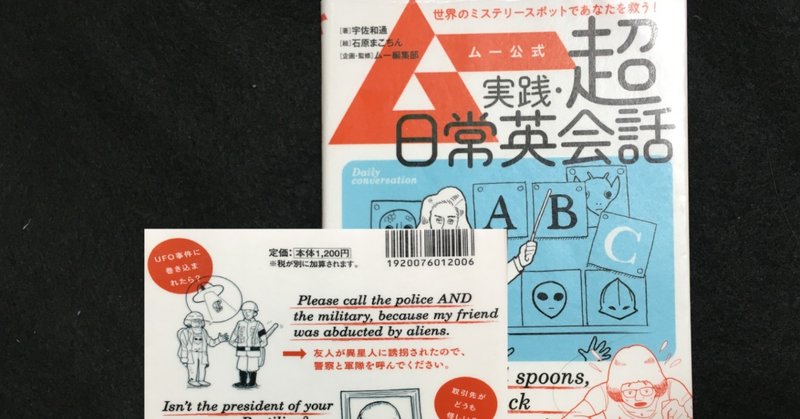 世界のミステリースポットであなたを救う!
[著]宇佐和通
[絵]石原まこちん
[企画・監修]ムー編集部
ムー公式
実践・超
日常英会話
Daily
conversation
A B C
spoons,
ck
UFO事件に
巻き込ま
れたら?
定価:本体1,200円
※税が別に加算されます。
1920076012006
Please call the police AND
the military, because my friend
was abducted by aliens.
友人が異星人に誘拐されたので、
警察と軍隊を呼んでください。
Isn't the president of your
取引先が
どうも